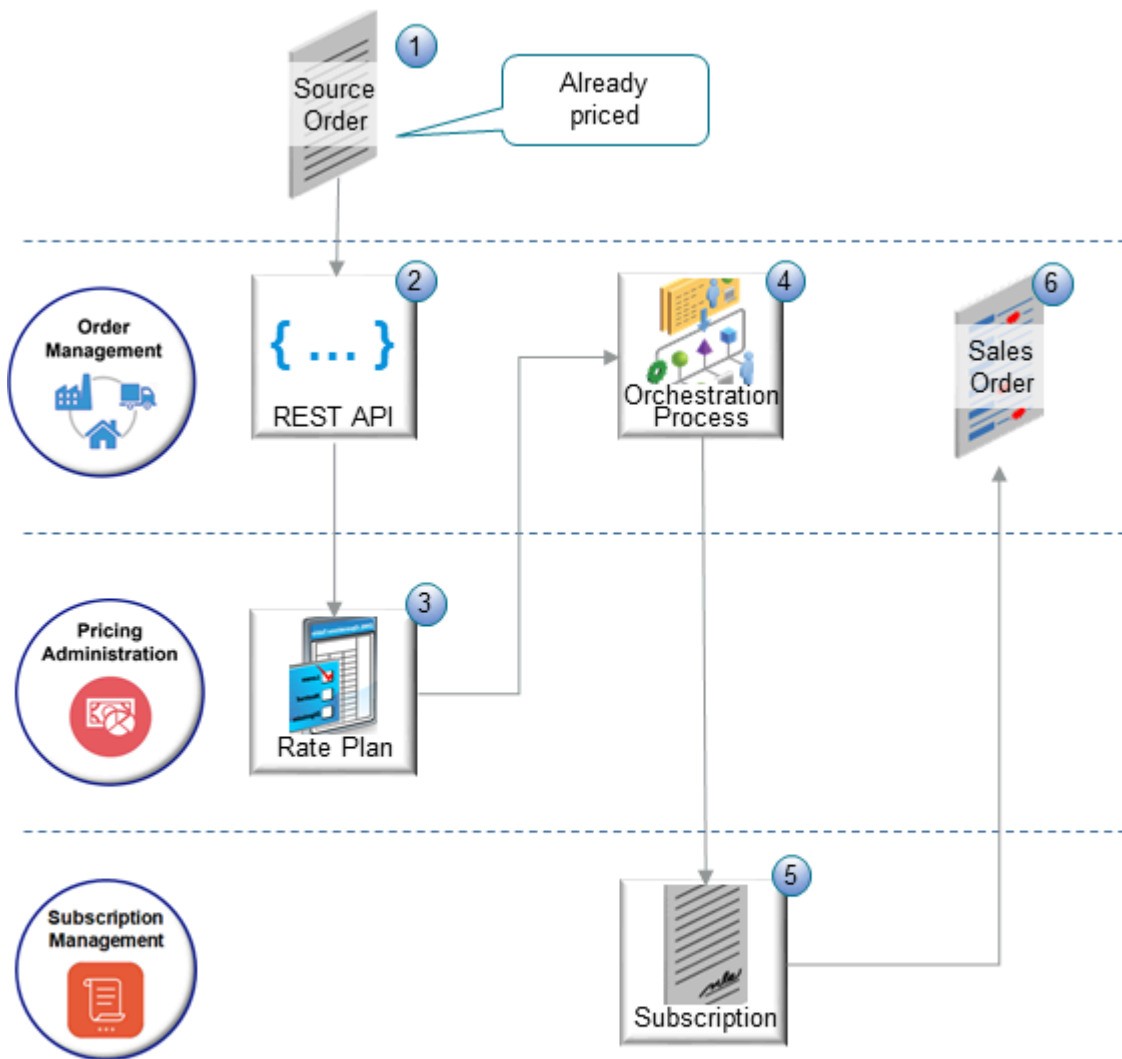 1
Source
Order
Already
priced
Order
Management
2
{ ... }
REST API
4
Orchestration
Process
6
Sales
Order
Pricing
Administration
3
Rate Plan
Subscription
Management
5
Subscription